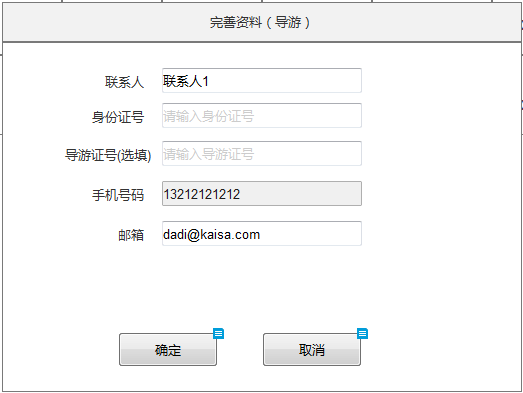 完善资料（导游）
联系人 联系人1
身份证号 请输入身份证号
导游证号(选填) 请输入导游证号
手机号码 13212121212
邮箱 dadi@kaisa.com
确定 取消